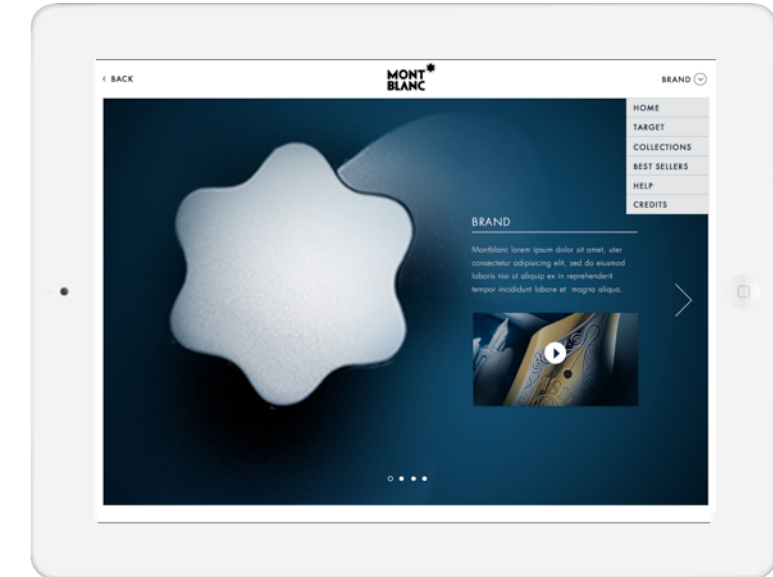 < BACK
MONT
BLANC
BRAND
HOME
TARGET
COLLECTIONS
BEST SELLERS
HELP
CREDITS
BRAND
Montblanc lorem ipsum dolor sit amet, uter
consectetur adipisicing elit, sed do eiusmod
laboris nisi ut aliquip ex in reprehenderit
tempor incididunt labore et magna aliqua.